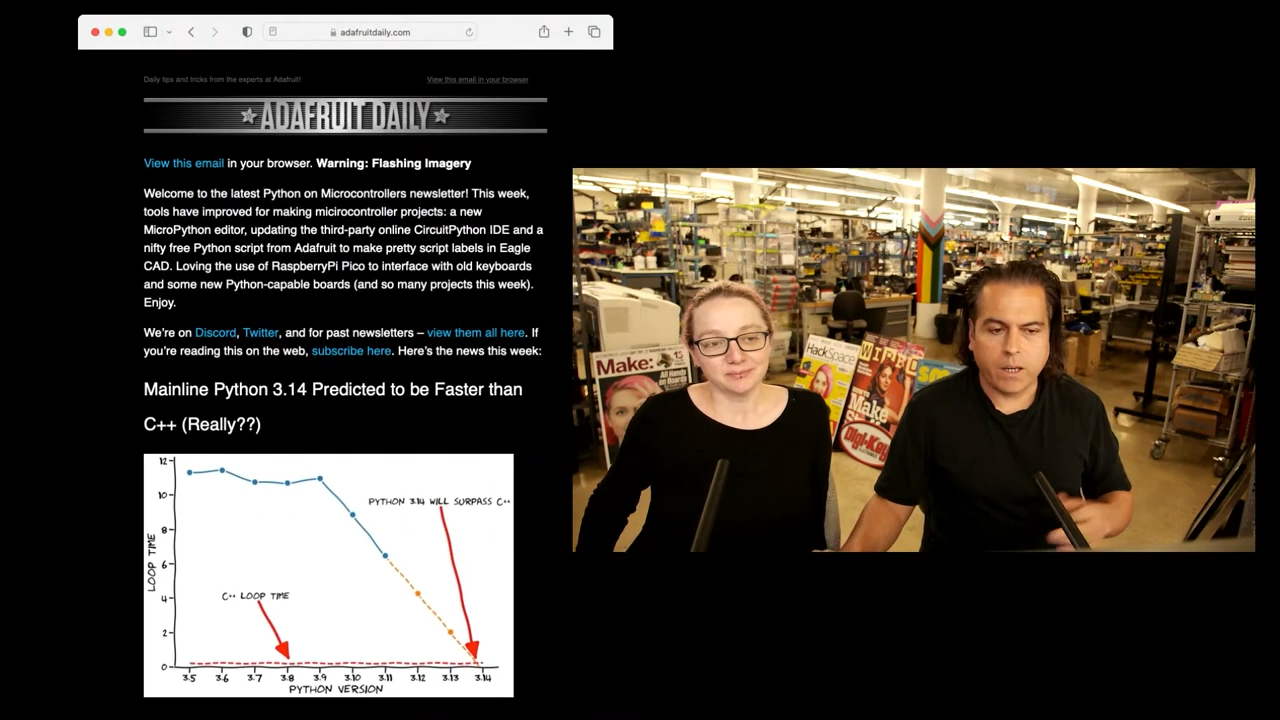 adafruitdaily.com
Daily tips and tricks from the experts at Adafruit!
View this email in your browser
ADAFRUIT DAILY
View this email in your browser. Warning: Flashing Imagery
Welcome to the latest Python on Microcontrollers newsletter! This week,
tools have improved for making micirocontroller projects: a new
MicroPython editor, updating the third-party online CircuitPython IDE and a
nifty free Python script from Adafruit to make pretty script labels in Eagle
CAD. Loving the use of RaspberryPi Pico to interface with old keyboards
and some new Python-capable boards (and so many projects this week).
Enjoy.
We're on Discord, Twitter, and for past newsletters – view them all here. If
you're reading this on the web, subscribe here. Here's the news this week:
Mainline Python 3.14 Predicted to be Faster than
C++ (Really??)
12
10
8
6
4
2
0
LOOP TIME
PYTHON 3.14 WILL SURPASS C++
C++ LOOP TIME
3.5 3.6 3.7 3.8 3.9 3.10 3.11 3.12 3.13 3.14
PYTHON VERSION
Make:
15
All Hands
on Boards
HackSpace
WIRED
Make
Digi-Key